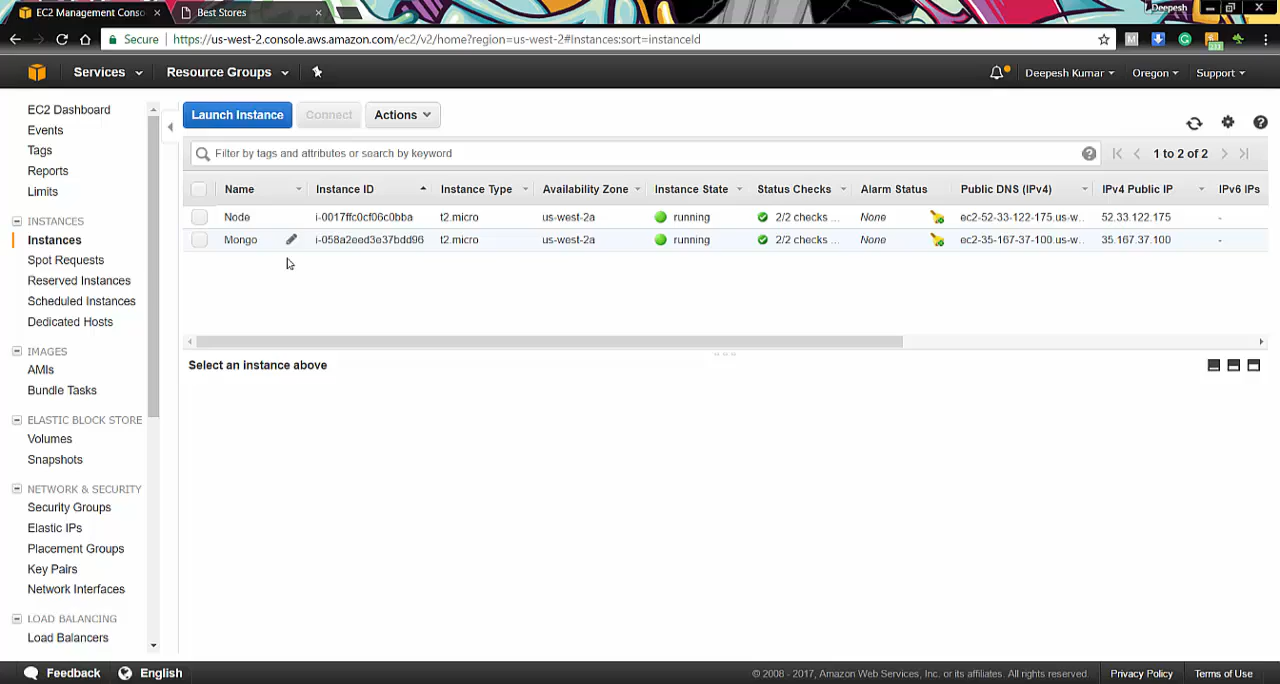 EC2 Management Conso
Best Stores
Deepesh
Secure
https://us-west-2.console.aws.amazon.com/ec2/v2/home?region=us-west-2#Instances:sort=instanceId
Services
Resource Groups
Deepesh Kumar
Oregon
Support
EC2 Dashboard
Events
Tags
Reports
Limits
INSTANCES
Instances
Spot Requests
Reserved Instances
Scheduled Instances
Dedicated Hosts
IMAGES
AMIs
Bundle Tasks
ELASTIC BLOCK STORE
Volumes
Snapshots
NETWORK & SECURITY
Security Groups
Elastic IPs
Placement Groups
Key Pairs
Network Interfaces
LOAD BALANCING
Load Balancers
Launch Instance Connect Actions
Filter by tags and attributes or search by keyword
1 to 2 of 2
Name Instance ID Instance Type Availability Zone Instance State Status Checks Alarm Status Public DNS (IPv4) IPv4 Public IP IPv6 IPs
Node i-0017ffc0cf06c0bba t2.micro us-west-2a running 2/2 checks ... None ec2-52-33-122-175.us-w... 52.33.122.175 -
Mongo i-058a2eed3e37bdd96 t2.micro us-west-2a running 2/2 checks ... None ec2-35-167-37-100.us-w... 35.167.37.100 -
Select an instance above
Feedback
English
© 2008 - 2017, Amazon Web Services, Inc. or its affiliates. All rights reserved.
Privacy Policy
Terms of Use